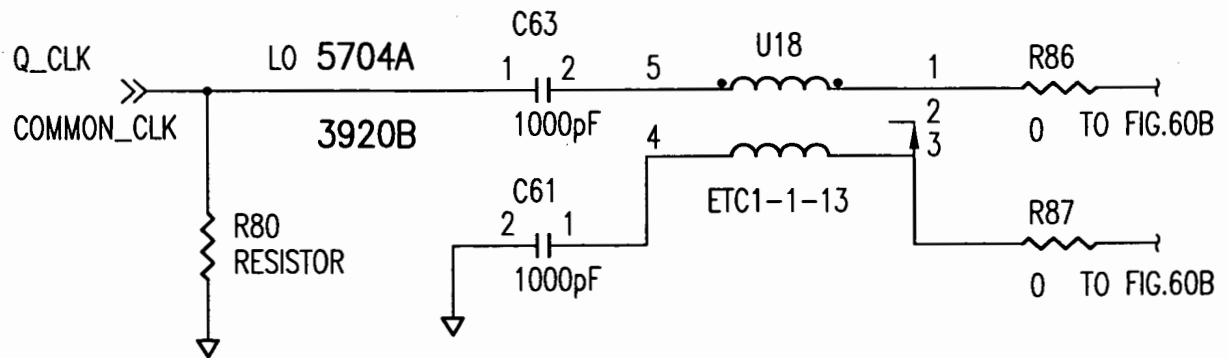 C63
U18
Q_CLK
LO 5704A
1 2
5
1
R86
COMMON_CLK
3920B
1000pF
2
0 TO FIG.60B
4
3
C61
ETC1-1-13
R80
RESISTOR
2 1
R87
1000pF
0 TO FIG.60B